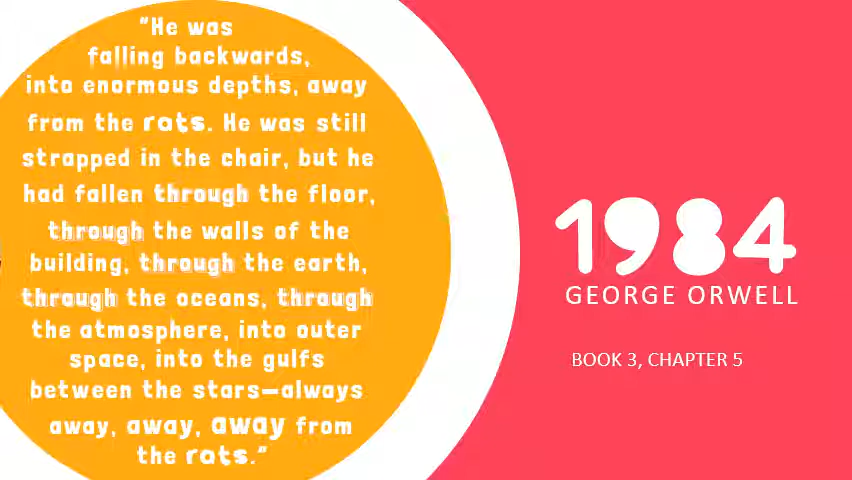 "He was
falling backwards,
into enormous depths, away
from the rats. He was still
strapped in the chair, but he
had fallen through the floor,
through the walls of the
building, through the earth,
through the oceans, through
the atmosphere, into outer
space, into the gulfs
between the stars—always
away, away, away from
the rats."
1984
GEORGE ORWELL
BOOK 3, CHAPTER 5